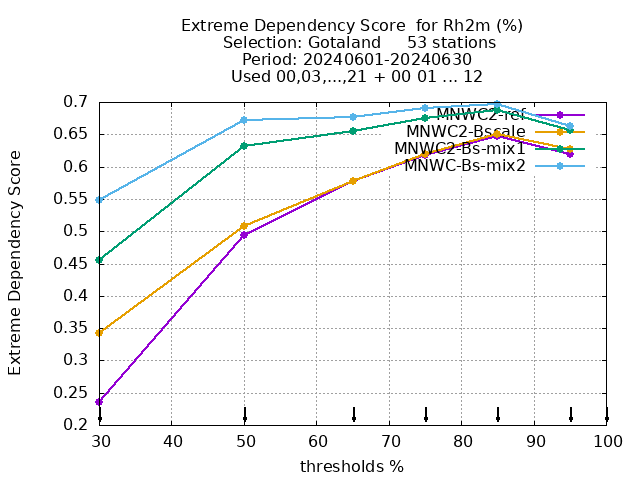 Extreme Dependency Score for Rh2m (%)
Selection: Gotaland 53 stations
Period: 20240601-20240630
Used 00,03,...,21 + 00 01 ... 12
Extreme Dependency Score
0.7
0.65
0.6
0.55
0.5
0.45
0.4
0.35
0.3
0.25
0.2
MNWC2-ref
MNWC2-Bsscale
MNWC2-Bs-mix1
MNWC-Bs-mix2
30 40 50 60 70 80 90 100
thresholds %